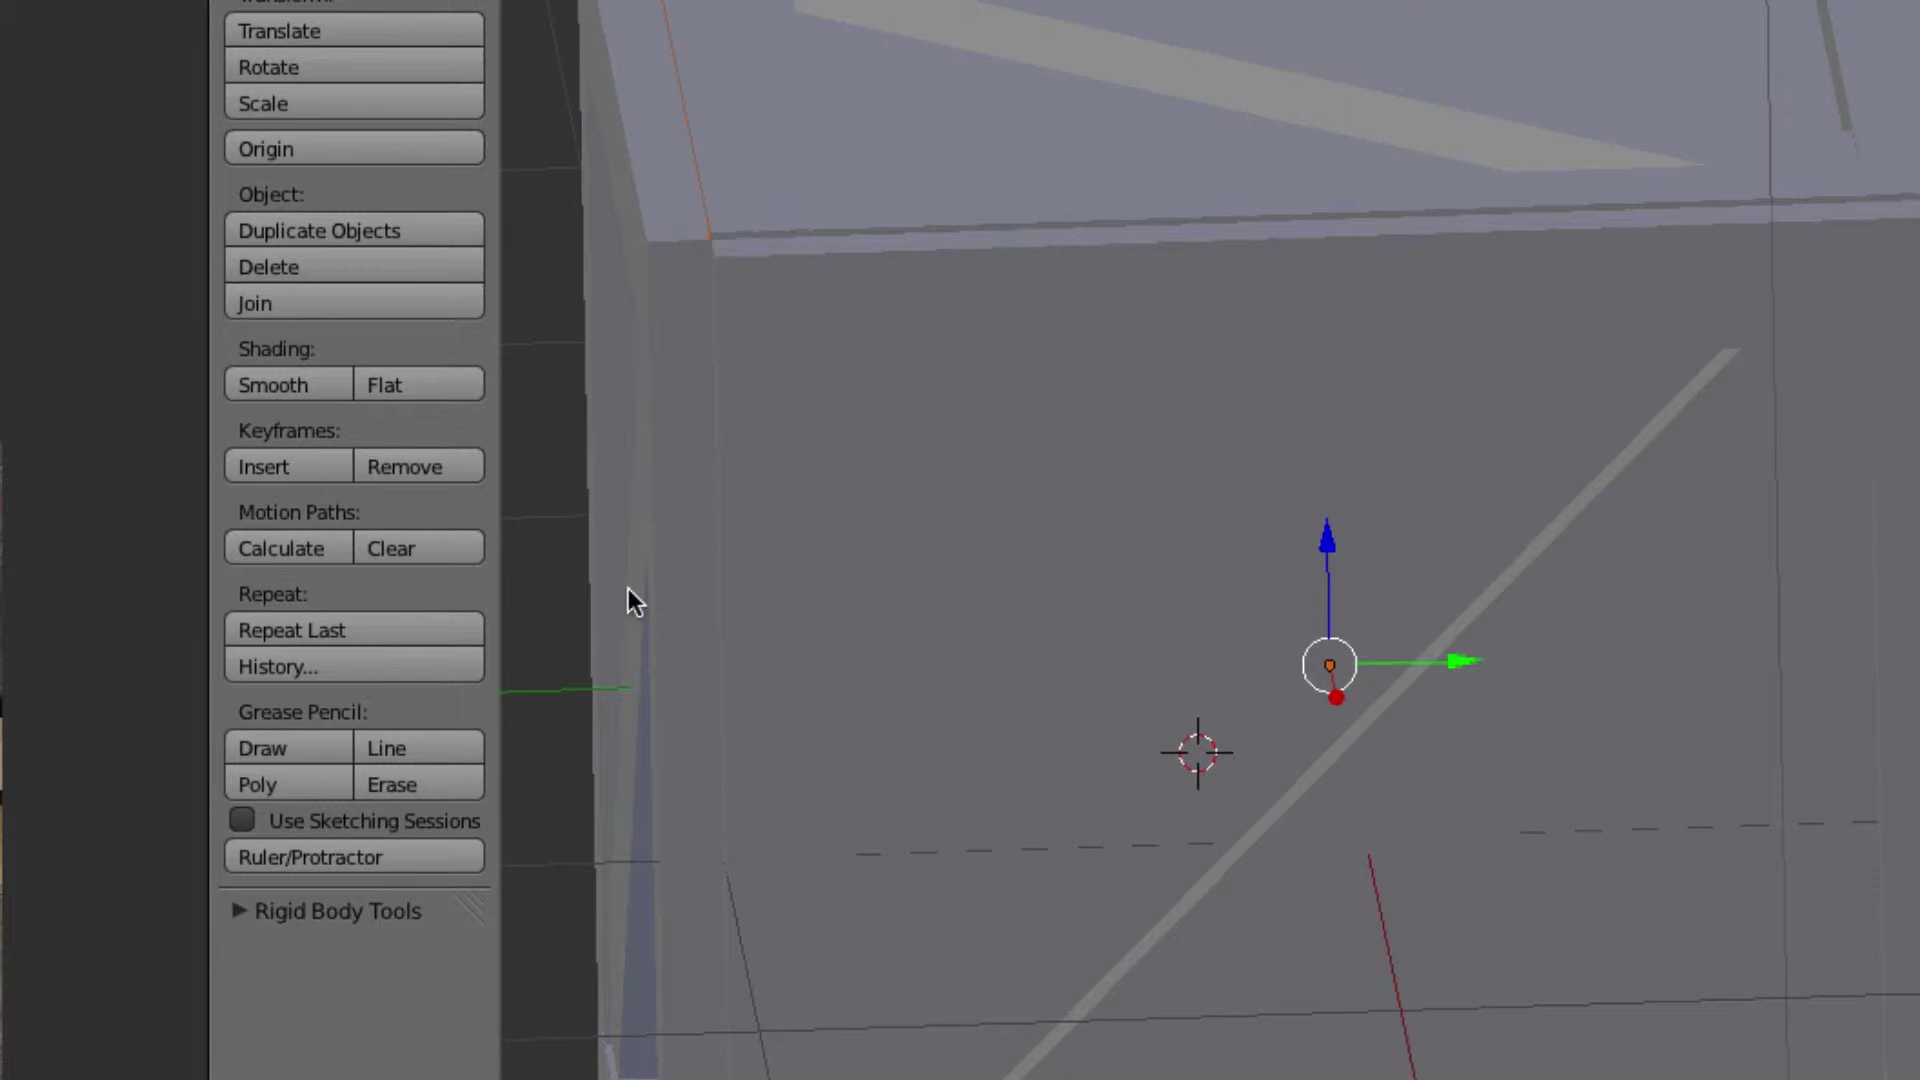 Translate
Rotate
Scale
Origin
Object:
Duplicate Objects
Delete
Join
Shading:
Smooth Flat
Keyframes:
Insert Remove
Motion Paths:
Calculate Clear
Repeat:
Repeat Last
History...
Grease Pencil:
Draw Line
Poly Erase
Use Sketching Sessions
Ruler/Protractor
Rigid Body Tools